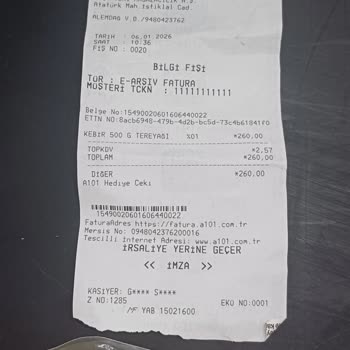 Atatürk Mah İstiklal Cad.
ALEMDAĞ V.D./9480423762
TARİH : 06.01.2026
SAAT : 10:36
FİŞ NO : 0020
BİLGİ FİŞİ
TÜR : E-ARŞİV FATURA
MÜŞTERİ TCKN : 11111111111
Belge No:15490020601606440022
ETTN NO:8acb6948-479b-4d2b-bc5d-73c4b61841f0
KEBİR 500 G TEREYAĞI %01 *260,00
TOPKDV *2,57
TOPLAM *260,00
DİĞER *260,00
A101 Hediye Çeki
15490020601606440022
FaturaAdres https://fatura.a101.com.tr
Mersis No: 0948042376200016
Tescilli İnternet Adresi: www.a101.com.tr
İRSALİYE YERİNE GEÇER
<< İMZA >>
KASİYER: G**** S****
Z NO:1285 EKÜ NO:0001
MF YAB 15021600